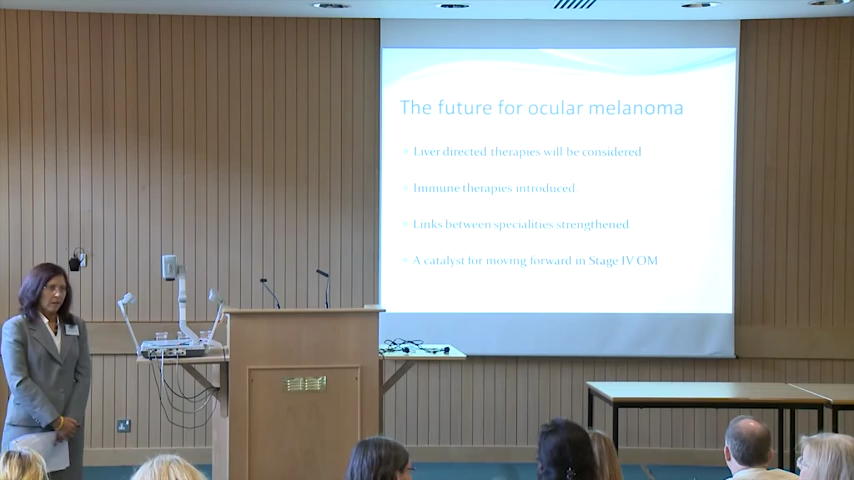 The future for ocular melanoma
Liver directed therapies will be considered
Immune therapies introduced
Links between specialities strengthened
A catalyst for moving forward in Stage IV OM